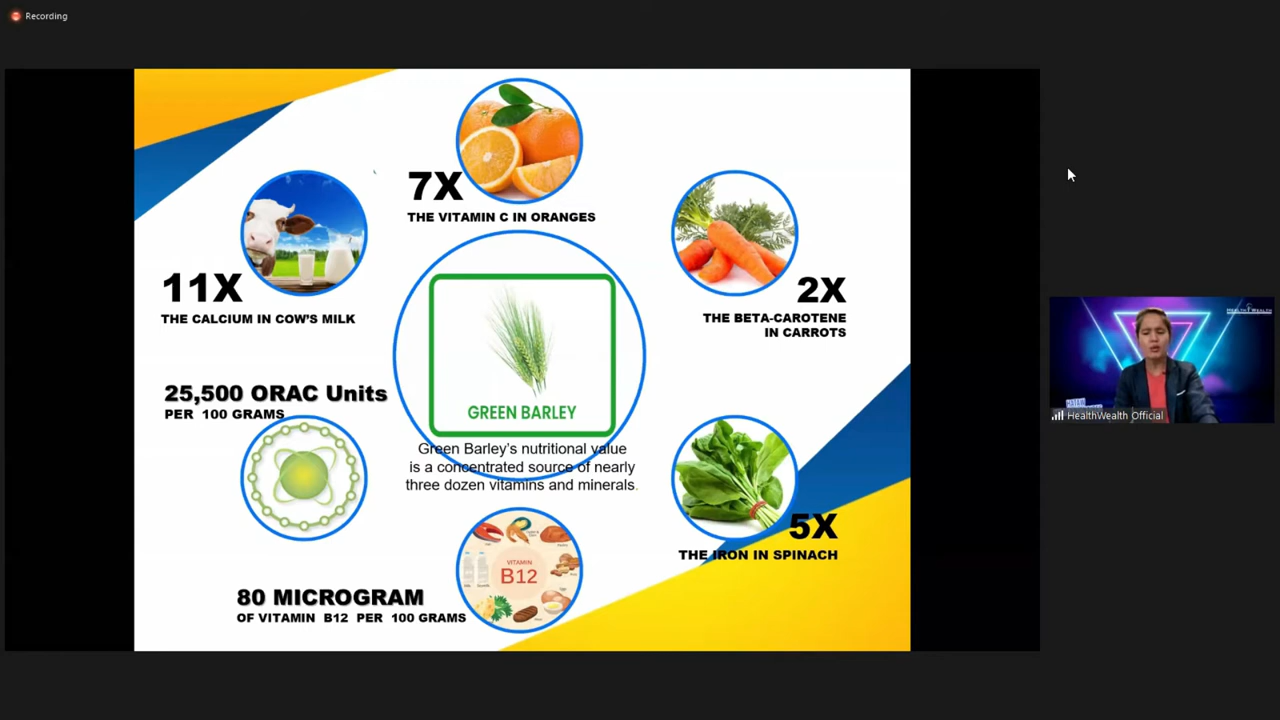 Recording
7X
THE VITAMIN C IN ORANGES
11X
THE CALCIUM IN COW'S MILK
2X
THE BETA-CAROTENE
IN CARROTS
25,500 ORAC Units
PER 100 GRAMS
GREEN BARLEY
Green Barley's nutritional value
is a concentrated source of nearly
three dozen vitamins and minerals.
5X
THE IRON IN SPINACH
VITAMIN
B12
80 MICROGRAM
OF VITAMIN B12 PER 100 GRAMS
HEALTH WEALTH
HealthWealth Official